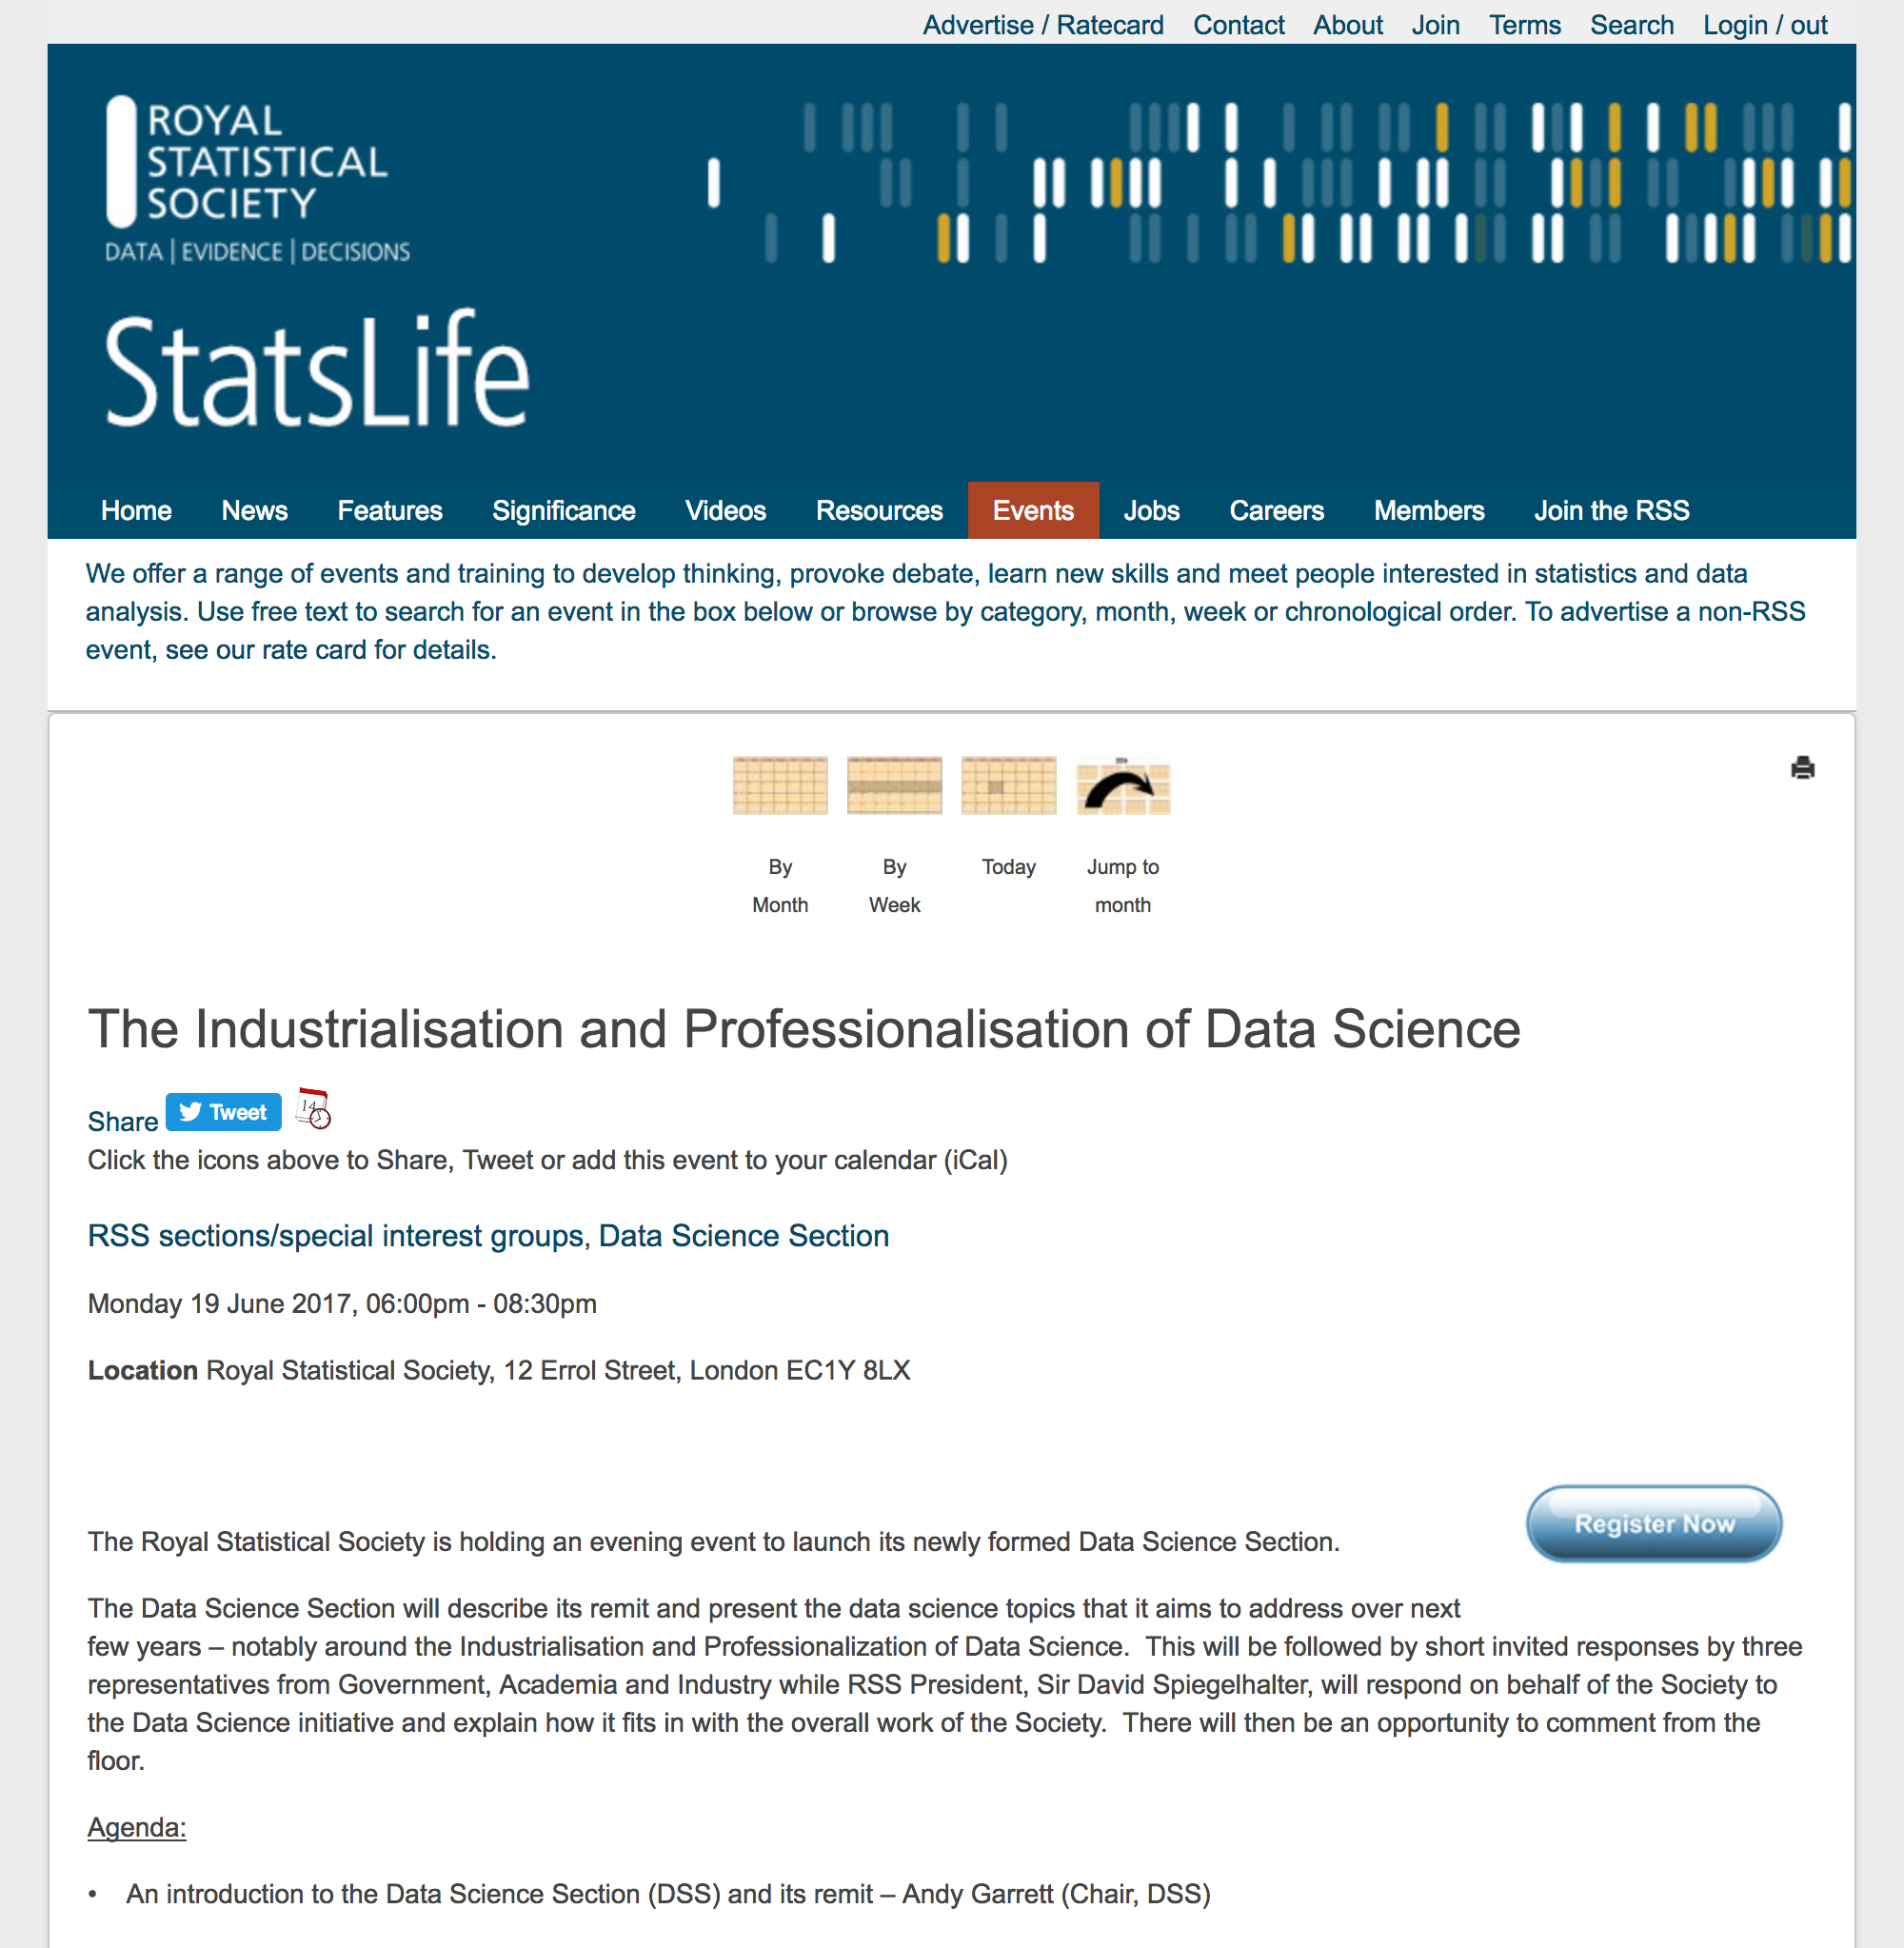 Advertise / Ratecard Contact About Join Terms Search Login / out
ROYAL
STATISTICAL
SOCIETY
DATA | EVIDENCE | DECISIONS
StatsLife
Home News Features Significance Videos Resources Events Jobs Careers Members Join the RSS
We offer a range of events and training to develop thinking, provoke debate, learn new skills and meet people interested in statistics and data
analysis. Use free text to search for an event in the box below or browse by category, month, week or chronological order. To advertise a non-RSS
event, see our rate card for details.
By Month
By Week
Today
Jump to month
The Industrialisation and Professionalisation of Data Science
Share Tweet 14
Click the icons above to Share, Tweet or add this event to your calendar (iCal)
RSS sections/special interest groups, Data Science Section
Monday 19 June 2017, 06:00pm - 08:30pm
Location Royal Statistical Society, 12 Errol Street, London EC1Y 8LX
Register Now
The Royal Statistical Society is holding an evening event to launch its newly formed Data Science Section.
The Data Science Section will describe its remit and present the data science topics that it aims to address over next
few years – notably around the Industrialisation and Professionalization of Data Science. This will be followed by short invited responses by three
representatives from Government, Academia and Industry while RSS President, Sir David Spiegelhalter, will respond on behalf of the Society to
the Data Science initiative and explain how it fits in with the overall work of the Society. There will then be an opportunity to comment from the
floor.
Agenda:
• An introduction to the Data Science Section (DSS) and its remit – Andy Garrett (Chair, DSS)